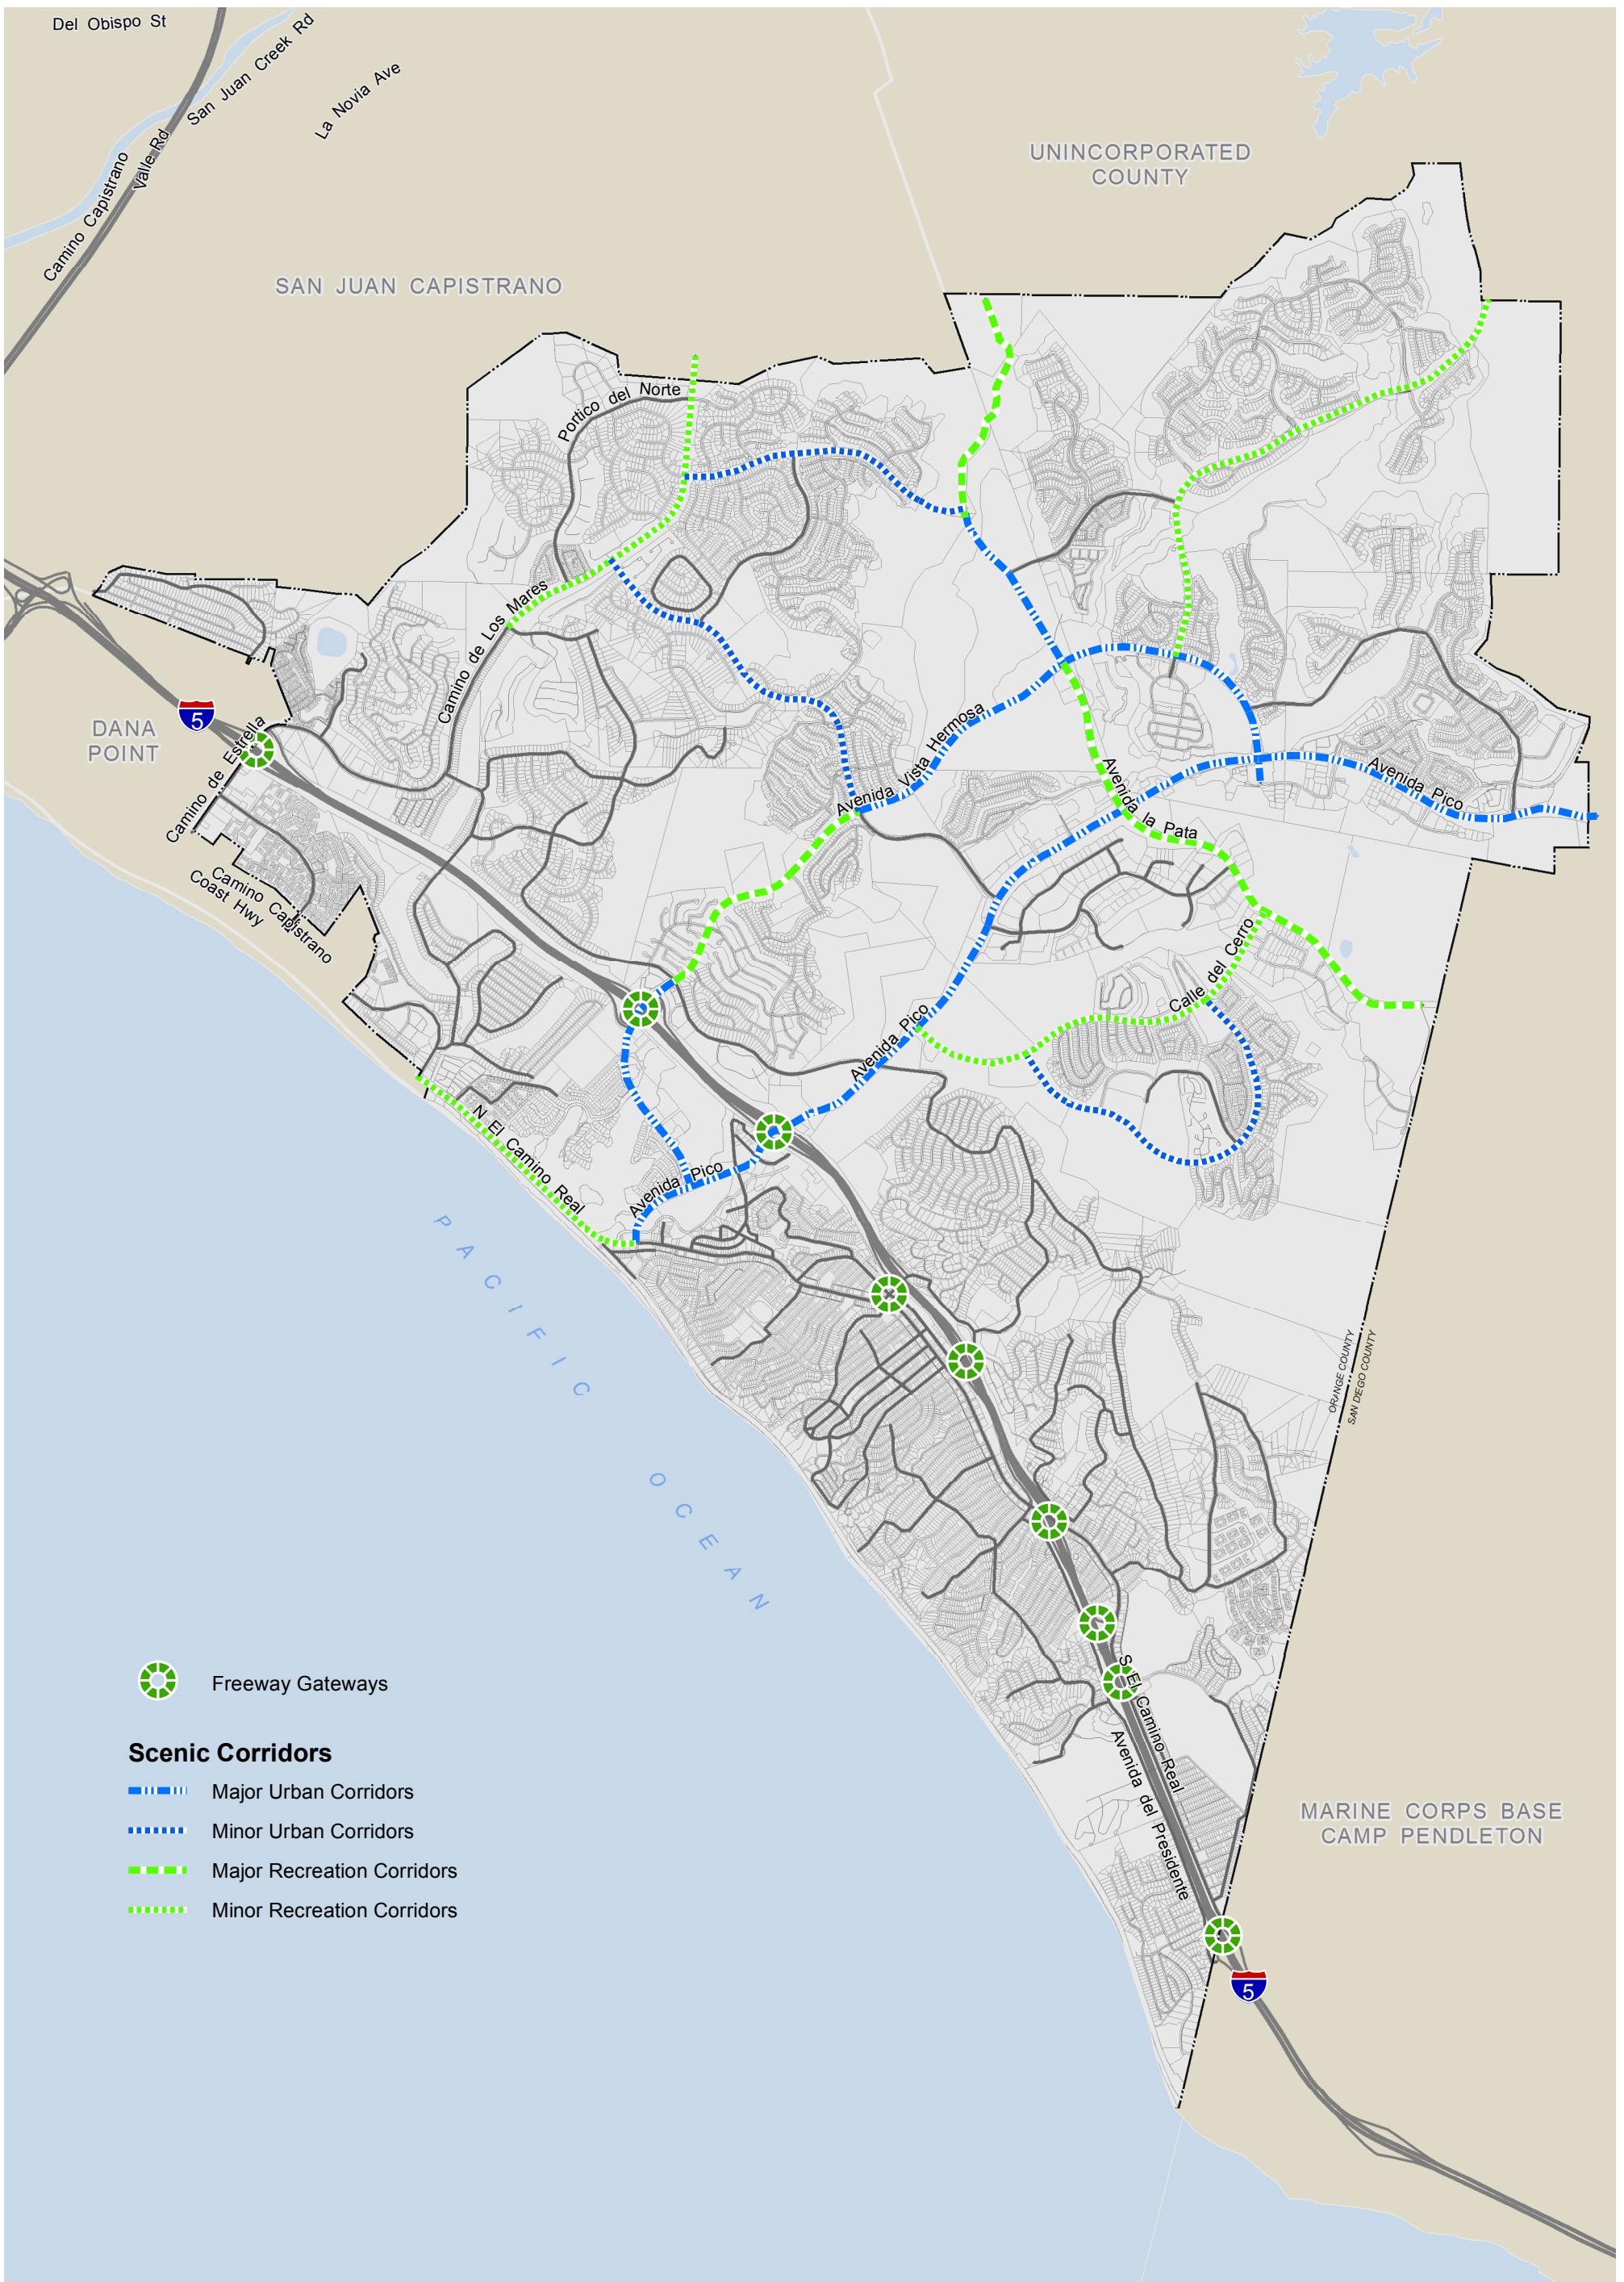 Del Obispo St
San Juan Creek Rd
La Novia Ave
Camino Capistrano
Valle Rd
UNINCORPORATED
COUNTY
SAN JUAN CAPISTRANO
Portico del Norte
Camino de Los Mares
5
DANA
POINT
Camino de Estrella
Avenida Vista Hermosa
Avenida la Pata
Avenida Pico
Camino Capistrano
Coast Hwy
Calle del Cerro
Avenida Pico
N El Camino Real
Avenida Pico
PACIFIC OCEAN
ORANGE COUNTY
SAN DIEGO COUNTY
S El Camino Real
Avenida del Presidente
Freeway Gateways
Scenic Corridors
Major Urban Corridors
Minor Urban Corridors
Major Recreation Corridors
Minor Recreation Corridors
MARINE CORPS BASE
CAMP PENDLETON
5